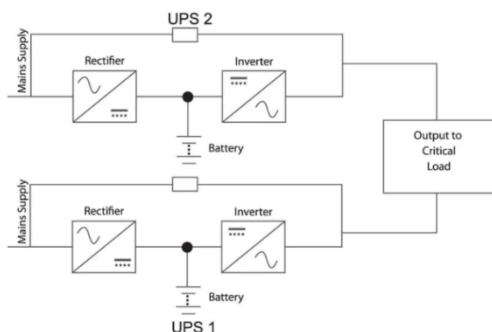 UPS 2
Mains Supply
Rectifier
Inverter
Battery
Output to
Critical
Load
Mains Supply
Rectifier
Inverter
Battery
UPS 1